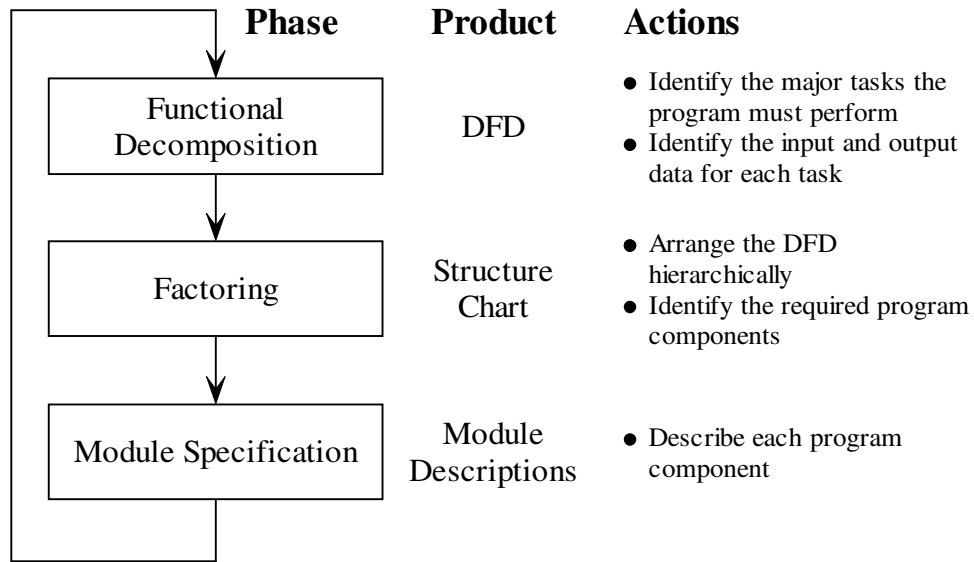 Phase Product Actions
Functional
Decomposition
DFD
● Identify the major tasks the
program must perform
● Identify the input and output
data for each task
Factoring
Structure
Chart
● Arrange the DFD
hierarchically
● Identify the required program
components
Module Specification
Module
Descriptions
● Describe each program
component